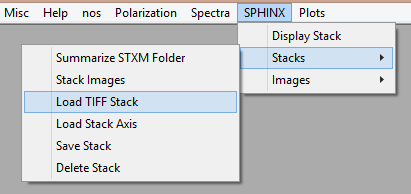 Misc Help nos Polarization Spectra SPHINX Plots
Display Stack
Stacks
Images
Summarize STXM Folder
Stack Images
Load TIFF Stack
Load Stack Axis
Save Stack
Delete Stack